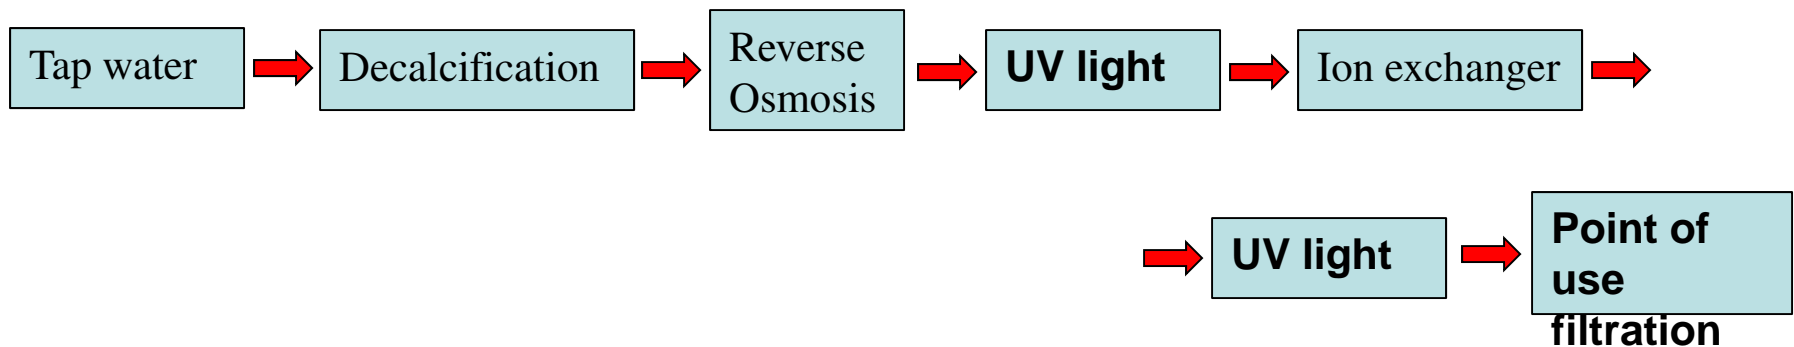 Tap water
Decalcification
Reverse
Osmosis
UV light
Ion exchanger
UV light
Point of
use
filtration